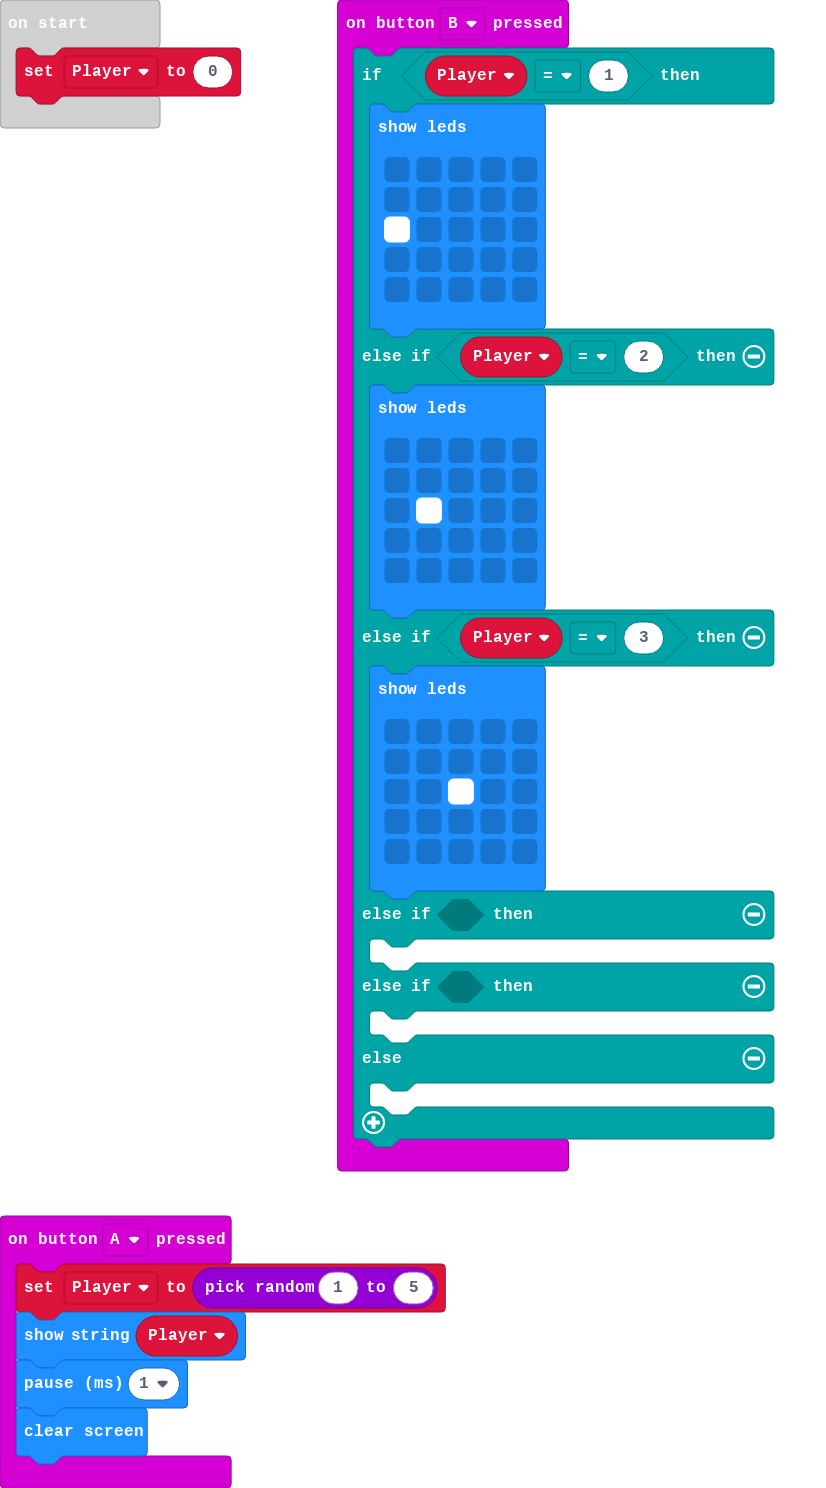 on start
set Player to 0
on button B pressed
if Player = 1 then
show leds
else if Player = 2 then
show leds
else if Player = 3 then
show leds
else if then
else if then
else
on button A pressed
set Player to pick random 1 to 5
show string Player
pause (ms) 1
clear screen